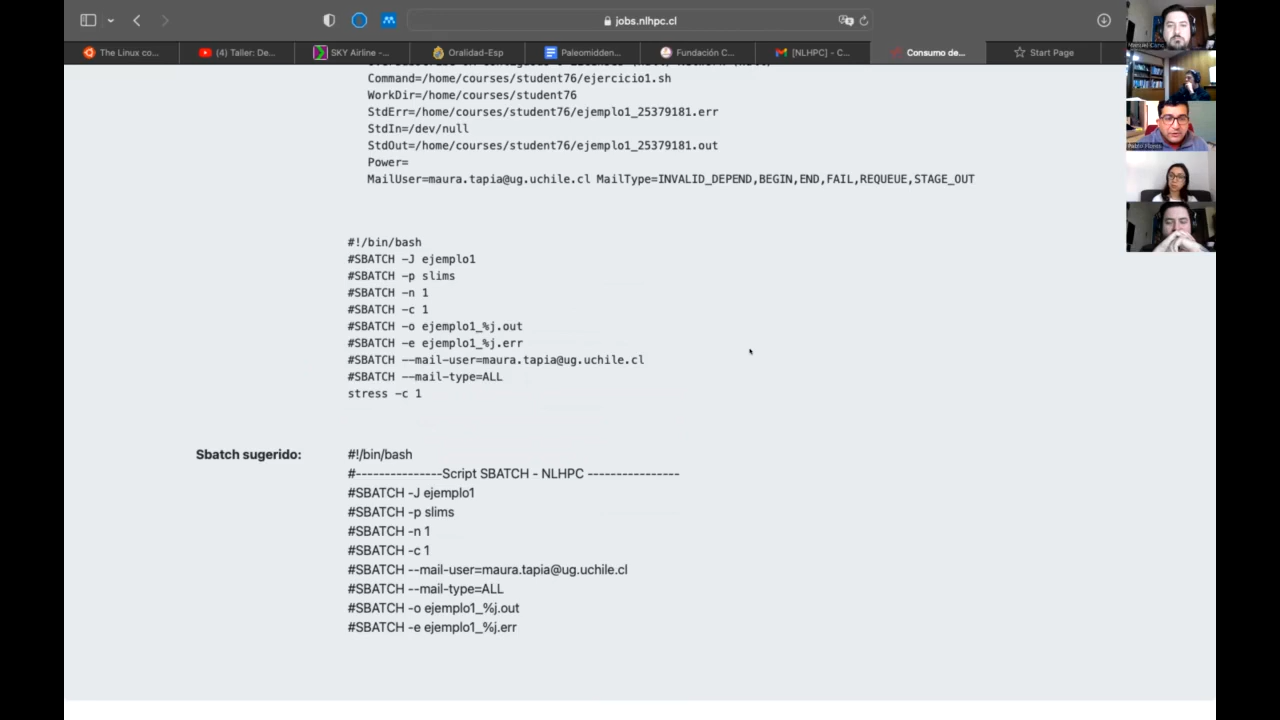 jobs.nlhpc.cl
The Linux co...
(4) Taller: De...
SKY Airline -...
Oralidad-Esp
Paleomidden...
Fundación C...
[NLHPC] - C...
Consumo de...
Start Page
Command=/home/courses/student76/ejercicio1.sh
WorkDir=/home/courses/student76
StdErr=/home/courses/student76/ejemplo1_25379181.err
StdIn=/dev/null
StdOut=/home/courses/student76/ejemplo1_25379181.out
Power=
MailUser=maura.tapia@ug.uchile.cl MailType=INVALID_DEPEND,BEGIN,END,FAIL,REQUEUE,STAGE_OUT
#!/bin/bash
#SBATCH -J ejemplo1
#SBATCH -p slims
#SBATCH -n 1
#SBATCH -c 1
#SBATCH -o ejemplo1_%j.out
#SBATCH -e ejemplo1_%j.err
#SBATCH --mail-user=maura.tapia@ug.uchile.cl
#SBATCH --mail-type=ALL
stress -c 1
Sbatch sugerido:
#!/bin/bash
#---------------Script SBATCH - NLHPC ----------------
#SBATCH -J ejemplo1
#SBATCH -p slims
#SBATCH -n 1
#SBATCH -c 1
#SBATCH --mail-user=maura.tapia@ug.uchile.cl
#SBATCH --mail-type=ALL
#SBATCH -o ejemplo1_%j.out
#SBATCH -e ejemplo1_%j.err
Pablo Flores